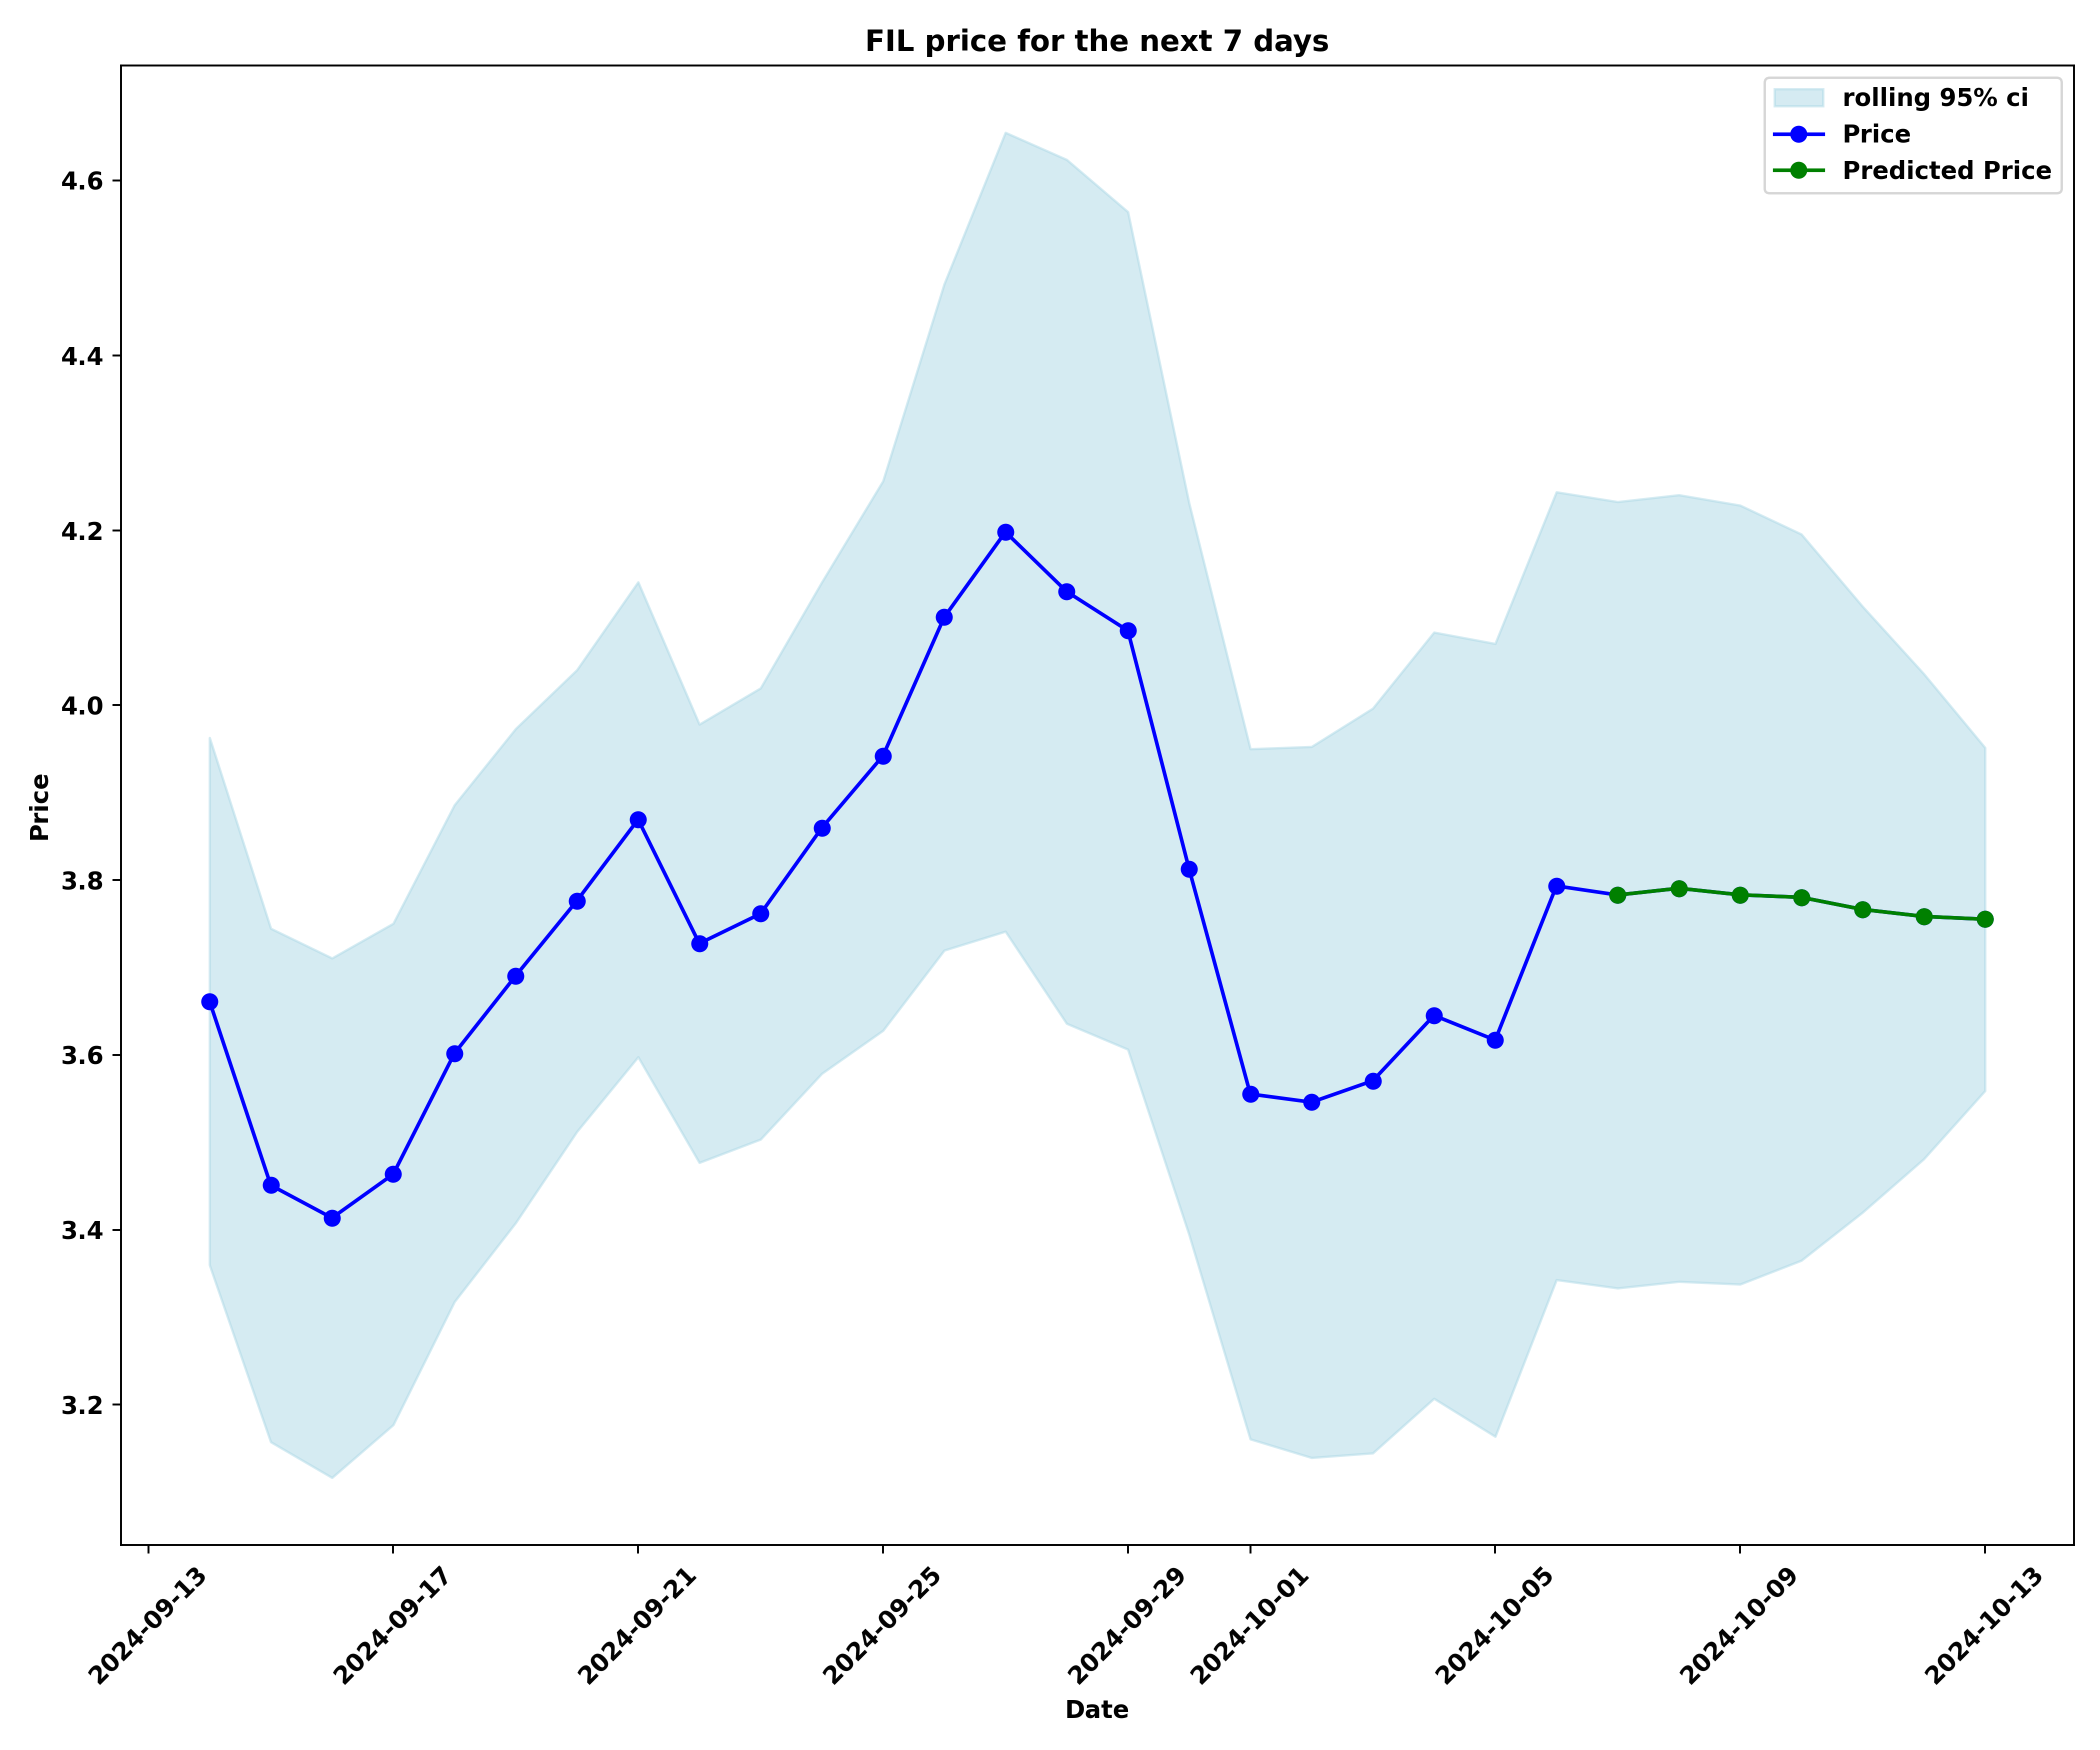 FIL price for the next 7 days
rolling 95% ci
Price
Predicted Price
4.6
4.4
4.2
4.0
3.8
3.6
3.4
3.2
Price
2024-09-13
2024-09-17
2024-09-21
2024-09-25
2024-09-29
2024-10-01
2024-10-05
2024-10-09
2024-10-13
Date